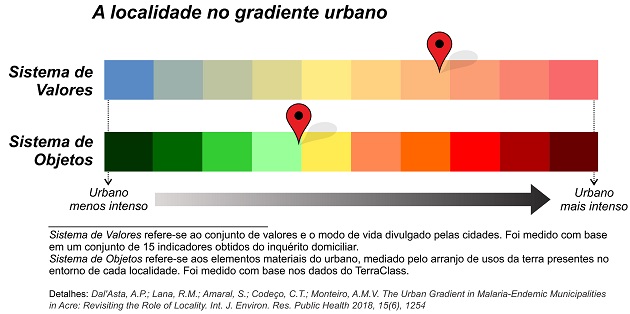 A localidade no gradiente urbano
Sistema de
Valores
Sistema de
Objetos
Urbano
menos intenso
Urbano
mais intenso
Sistema de Valores refere-se ao conjunto de valores e o modo de vida divulgado pelas cidades. Foi medido com base
em um conjunto de 15 indicadores obtidos do inquérito domiciliar.
Sistema de Objetos refere-se aos elementos materiais do urbano, mediado pelo arranjo de usos da terra presentes no
entorno de cada localidade. Foi medido com base nos dados do TerraClass.
Detalhes: Dal'Asta, A.P.; Lana, R.M.; Amaral, S.; Codeço, C.T.; Monteiro, A.M.V. The Urban Gradient in Malaria-Endemic Municipalities
in Acre: Revisiting the Role of Locality. Int. J. Environ. Res. Public Health 2018, 15(6), 1254